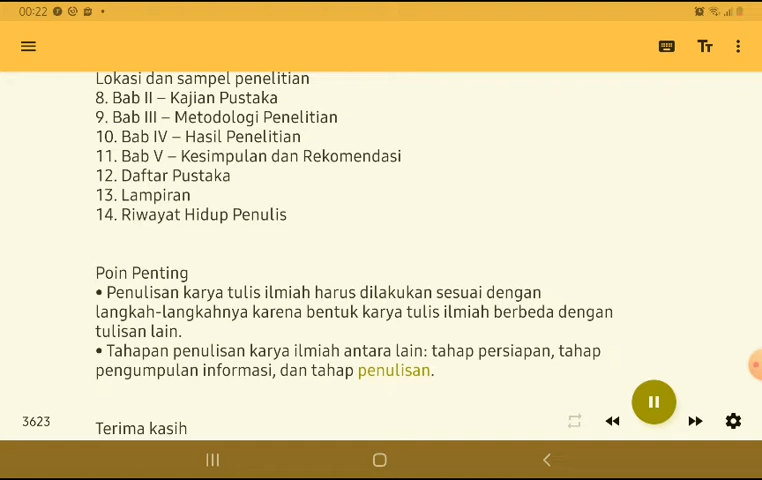 00:22
Lokasi dan sampel penelitian
8. Bab II – Kajian Pustaka
9. Bab III – Metodologi Penelitian
10. Bab IV – Hasil Penelitian
11. Bab V – Kesimpulan dan Rekomendasi
12. Daftar Pustaka
13. Lampiran
14. Riwayat Hidup Penulis
Poin Penting
• Penulisan karya tulis ilmiah harus dilakukan sesuai dengan
langkah-langkahnya karena bentuk karya tulis ilmiah berbeda dengan
tulisan lain.
• Tahapan penulisan karya ilmiah antara lain: tahap persiapan, tahap
pengumpulan informasi, dan tahap penulisan.
3623
Terima kasih